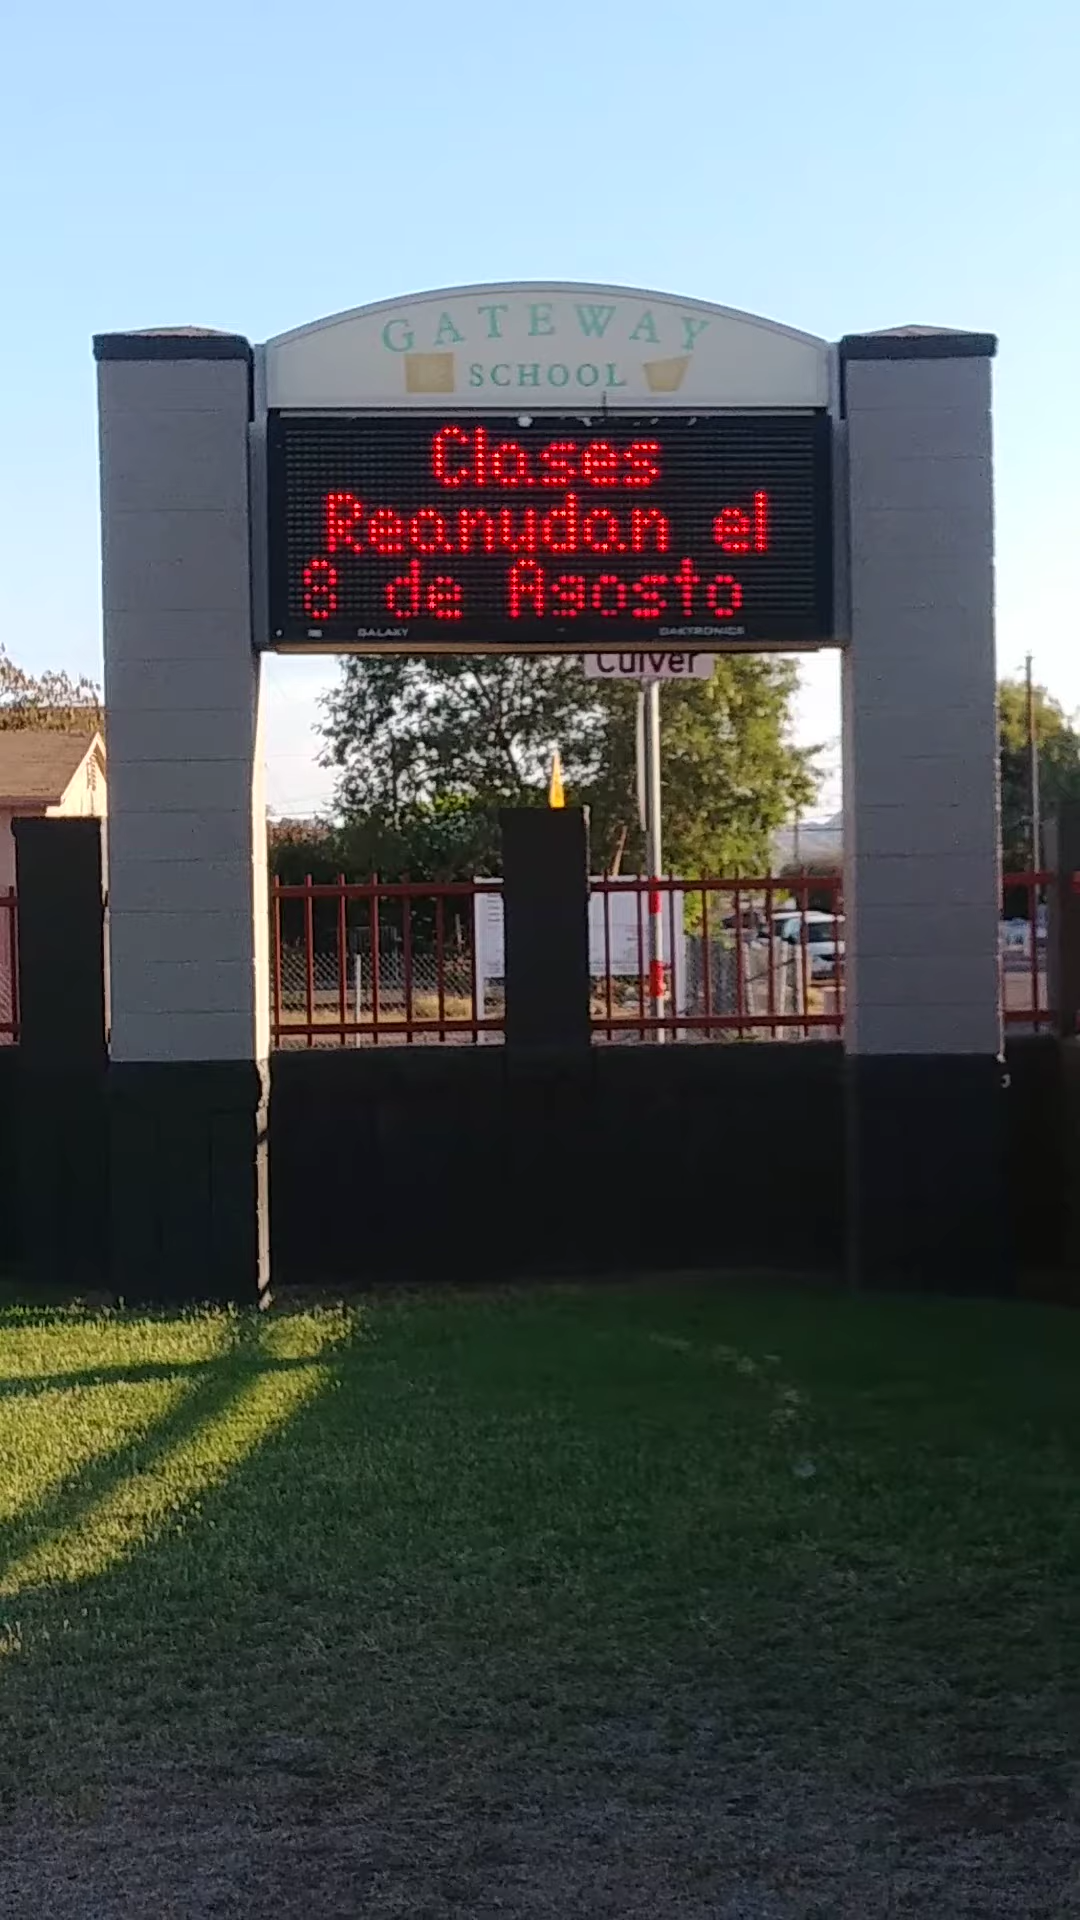 GATEWAY
SCHOOL
Clases
Reanudan el
8 de Agosto
GALAXY DAKTRONICS
Culver